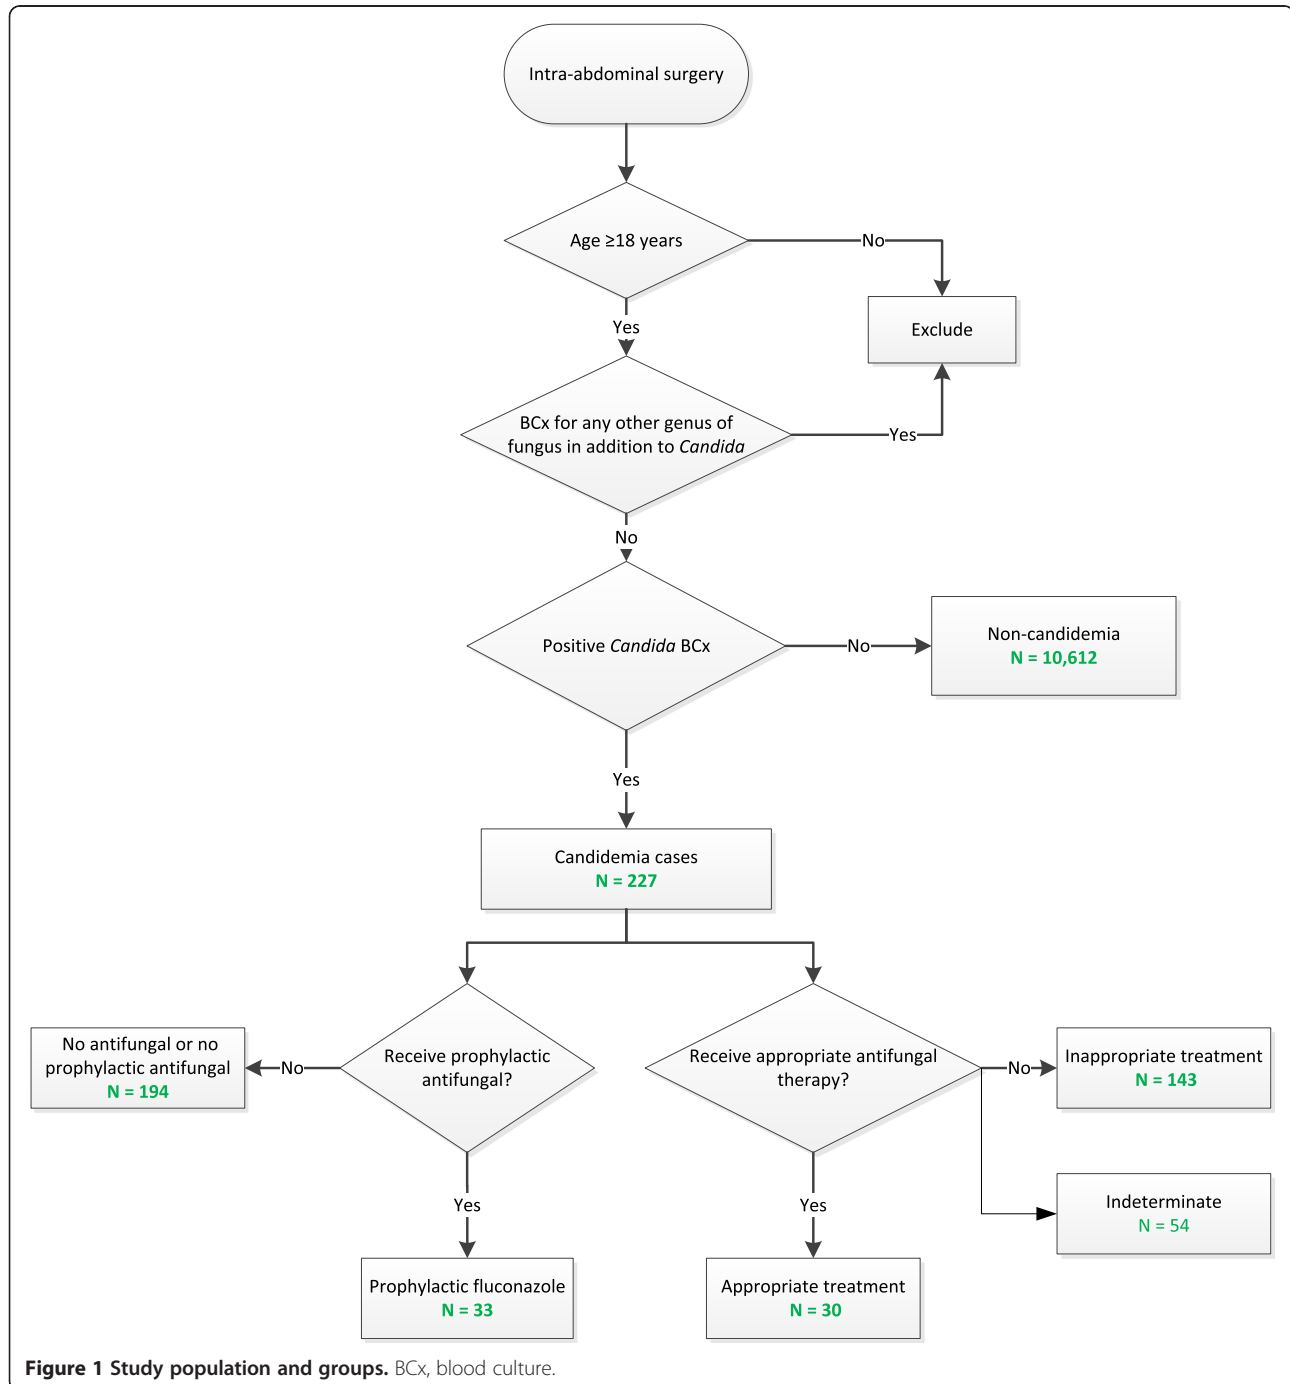 Intra-abdominal surgery
Age ≥18 years
No
Exclude
Yes
BCx for any other genus of
fungus in addition to Candida
Yes
No
Positive Candida BCx
No
Non-candidemia
N = 10,612
Yes
Candidemia cases
N = 227
No antifungal or no
prophylactic antifungal
N = 194
No
Receive prophylactic
antifungal?
Receive appropriate antifungal
therapy?
No
Inappropriate treatment
N = 143
Yes
Yes
Indeterminate
N = 54
Prophylactic fluconazole
N = 33
Appropriate treatment
N = 30
Figure 1 Study population and groups. BCx, blood culture.